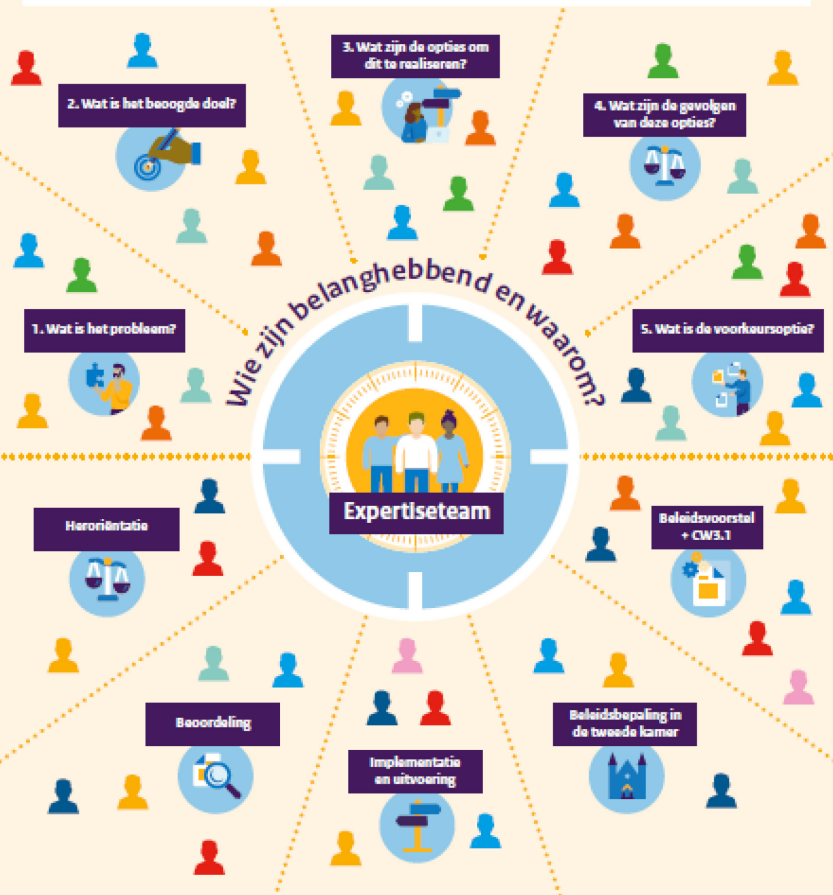 3. Wat zijn de opties om
dit te realiseren?
2. Wat is het beoogde doel?
4. Wat zijn de gevolgen
van deze opties?
Wie zijn belanghebbend en waarom?
1. Wat is het probleem?
5. Wat is de voorkeursoptie?
Expertiseteam
Heroriëntatie
Beleidsvoorstel
+ CW3.1
Beoordeling
Beleidsbepaling in
de tweede kamer
Implementatie
en uitvoering